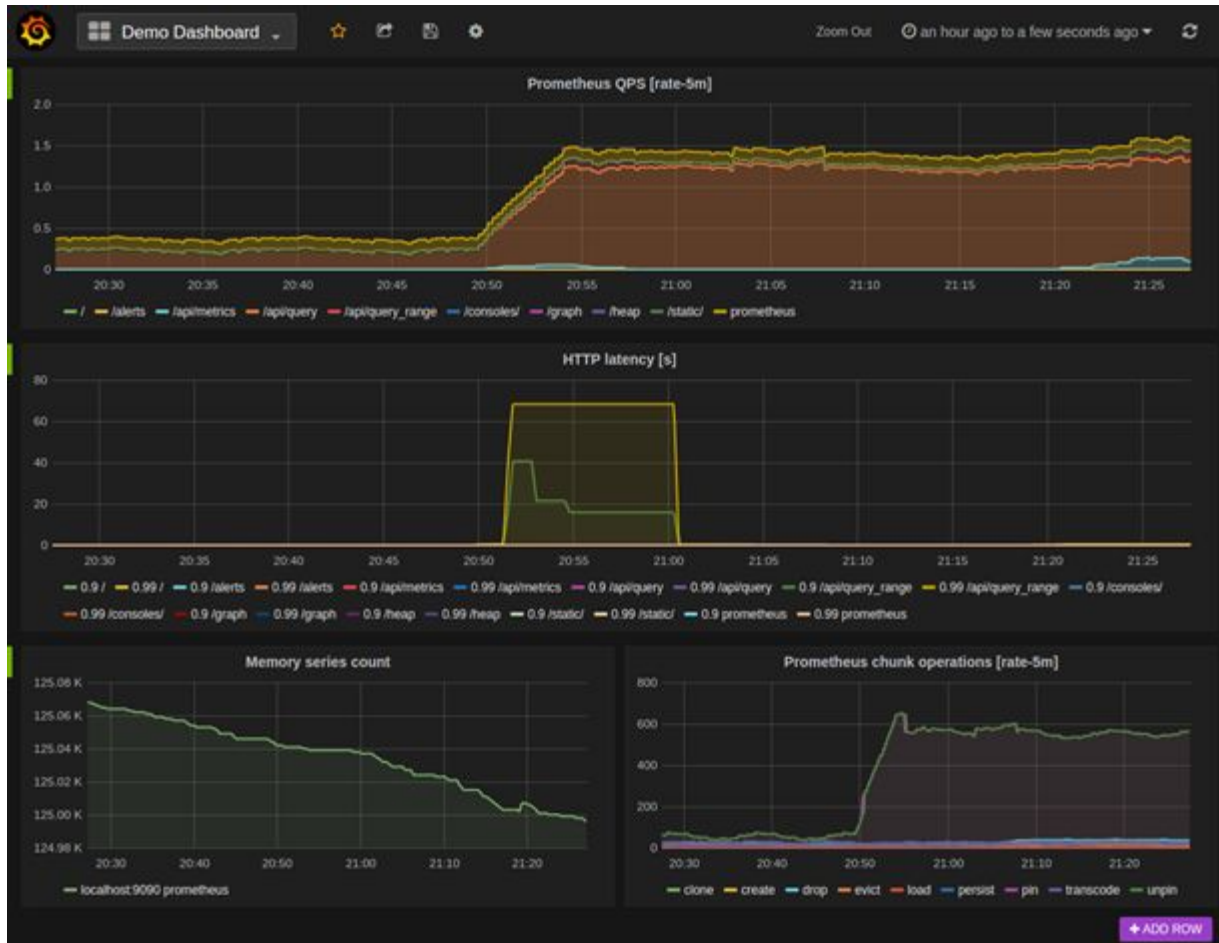 Demo Dashboard
Zoom Out
an hour ago to a few seconds ago
Prometheus QPS [rate-5m]
2.0
1.5
1.0
0.5
0
20:30 20:35 20:40 20:45 20:50 20:55 21:00 21:05 21:10 21:15 21:20 21:25
/ /alerts /api/metrics /api/query /api/query_range /consoles/ /graph /heap /static/ prometheus
HTTP latency [s]
80
60
40
20
0
20:30 20:35 20:40 20:45 20:50 20:55 21:00 21:05 21:10 21:15 21:20 21:25
0.9 / 0.99 / 0.9 /alerts 0.99 /alerts 0.9 /api/metrics 0.99 /api/metrics 0.9 /api/query 0.99 /api/query 0.9 /api/query_range 0.99 /api/query_range 0.9 /consoles/
0.99 /consoles/ 0.9 /graph 0.99 /graph 0.9 /heap 0.99 /heap 0.9 /static/ 0.99 /static/ 0.9 prometheus 0.99 prometheus
Memory series count
125.08 K
125.06 K
125.04 K
125.02 K
125.00 K
124.98 K
20:30 20:40 20:50 21:00 21:10 21:20
localhost:9090 prometheus
Prometheus chunk operations [rate-5m]
800
600
400
200
0
20:30 20:40 20:50 21:00 21:10 21:20
clone create drop evict load persist pin transcode unpin
+ ADD ROW